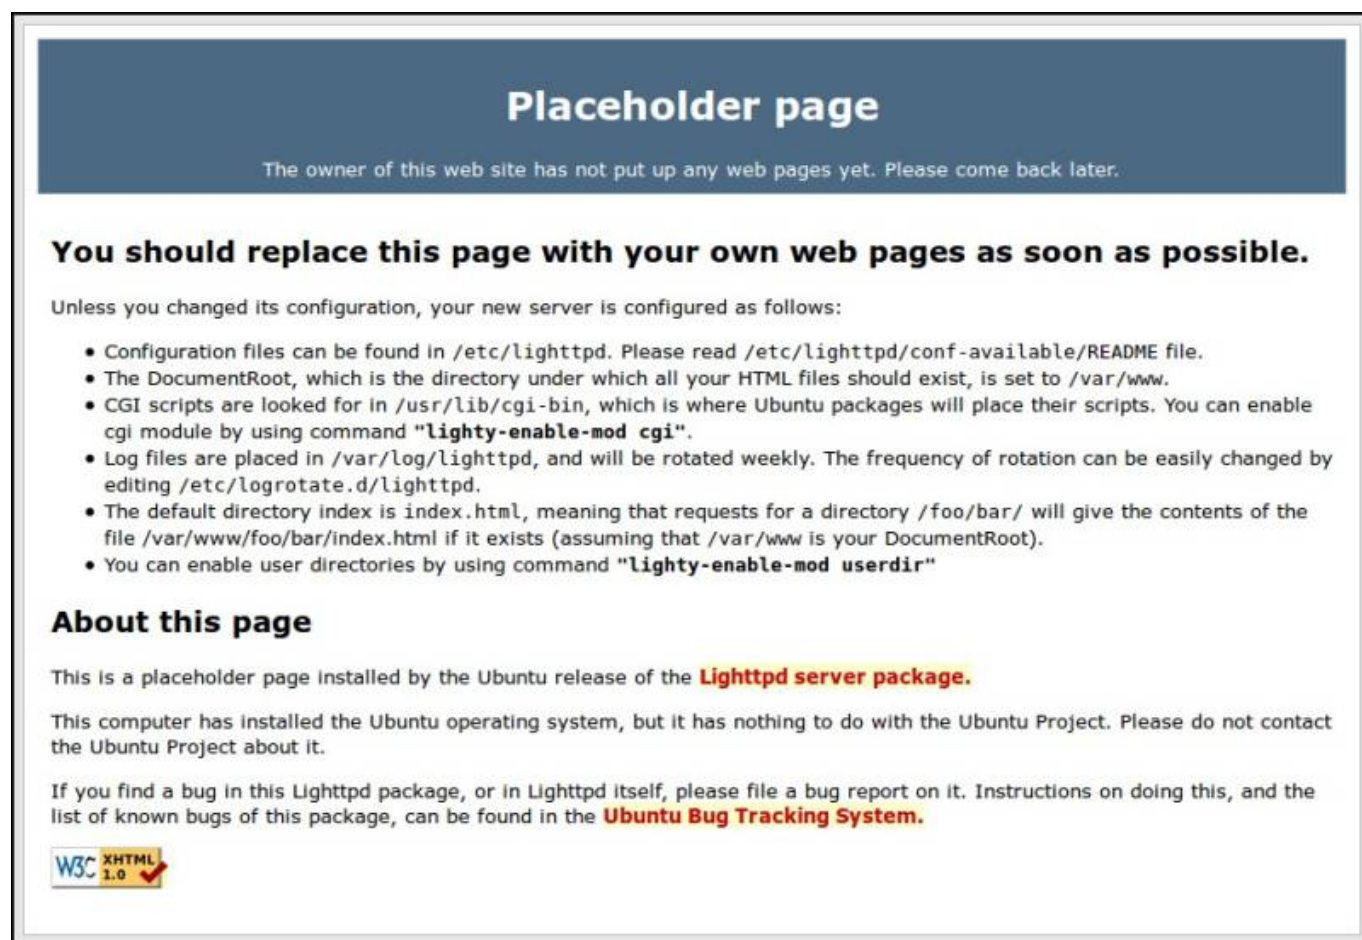 Placeholder page
The owner of this web site has not put up any web pages yet. Please come back later.
You should replace this page with your own web pages as soon as possible.
Unless you changed its configuration, your new server is configured as follows:
• Configuration files can be found in /etc/lighttpd. Please read /etc/lighttpd/conf-available/README file.
• The DocumentRoot, which is the directory under which all your HTML files should exist, is set to /var/www.
• CGI scripts are looked for in /usr/lib/cgi-bin, which is where Ubuntu packages will place their scripts. You can enable
cgi module by using command "lighty-enable-mod cgi".
• Log files are placed in /var/log/lighttpd, and will be rotated weekly. The frequency of rotation can be easily changed by
editing /etc/logrotate.d/lighttpd.
• The default directory index is index.html, meaning that requests for a directory /foo/bar/ will give the contents of the
file /var/www/foo/bar/index.html if it exists (assuming that /var/www is your DocumentRoot).
• You can enable user directories by using command "lighty-enable-mod userdir"
About this page
This is a placeholder page installed by the Ubuntu release of the Lighttpd server package.
This computer has installed the Ubuntu operating system, but it has nothing to do with the Ubuntu Project. Please do not contact
the Ubuntu Project about it.
If you find a bug in this Lighttpd package, or in Lighttpd itself, please file a bug report on it. Instructions on doing this, and the
list of known bugs of this package, can be found in the Ubuntu Bug Tracking System.
W3C XHTML
1.0